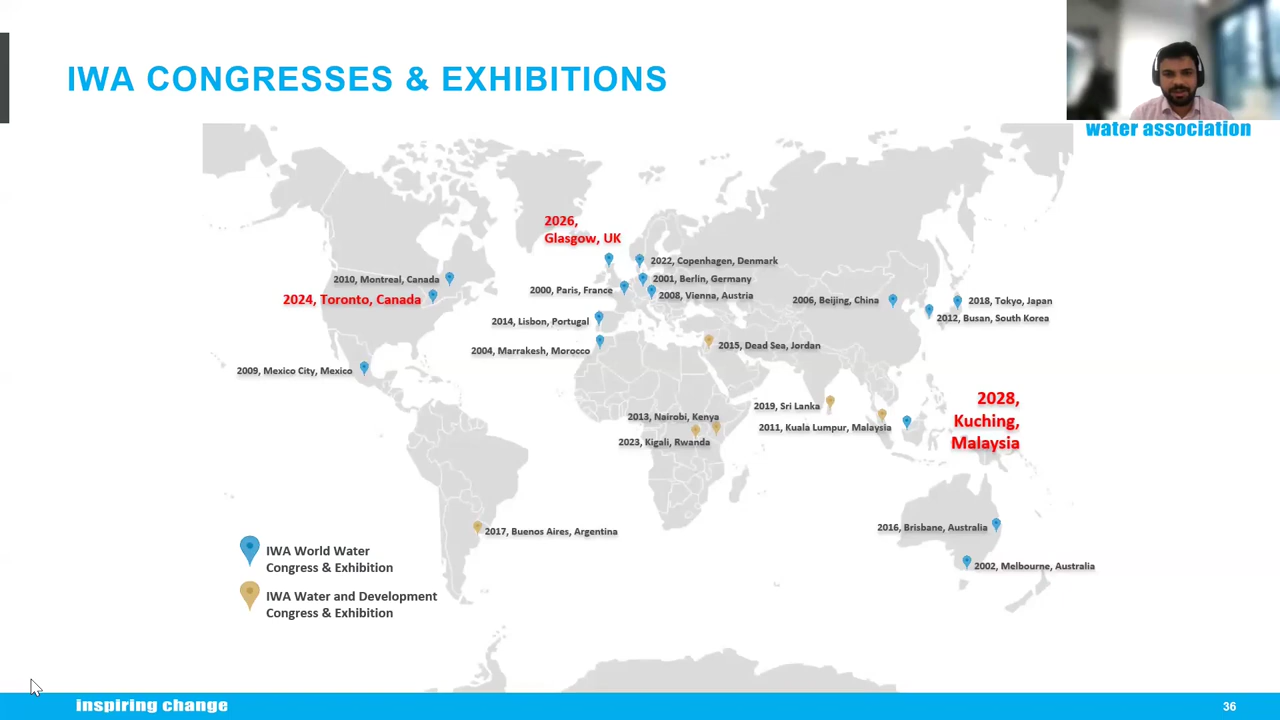 IWA CONGRESSES & EXHIBITIONS
water association
2026,
Glasgow, UK
2010, Montreal, Canada
2024, Toronto, Canada
2009, Mexico City, Mexico
2022, Copenhagen, Denmark
2001, Berlin, Germany
2000, Paris, France
2008, Vienna, Austria
2014, Lisbon, Portugal
2004, Marrakesh, Morocco
2015, Dead Sea, Jordan
2006, Beijing, China
2018, Tokyo, Japan
2012, Busan, South Korea
2019, Sri Lanka
2011, Kuala Lumpur, Malaysia
2028,
Kuching,
Malaysia
2013, Nairobi, Kenya
2023, Kigali, Rwanda
2017, Buenos Aires, Argentina
2016, Brisbane, Australia
2002, Melbourne, Australia
IWA World Water
Congress & Exhibition
IWA Water and Development
Congress & Exhibition
inspiring change
36